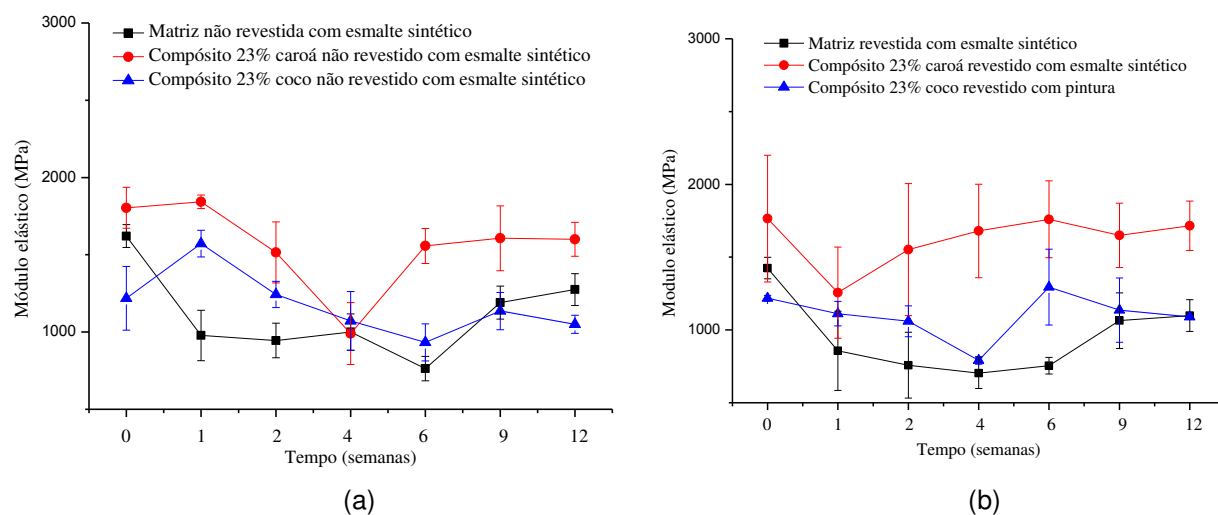 3000
Matriz não revestida com esmalte sintético
Compósito 23% caroá não revestido com esmalte sintético
Compósito 23% coco não revestido com esmalte sintético
2000
1000
Módulo elástico (MPa)
0 1 2 4 6 9 12
Tempo (semanas)
(a)
3000
Matriz revestida com esmalte sintético
Compósito 23% caroá revestido com esmalte sintético
Compósito 23% coco revestido com pintura
2000
1000
Modulo elástico (MPa)
0 1 2 4 6 9 12
Tempo (semanas)
(b)